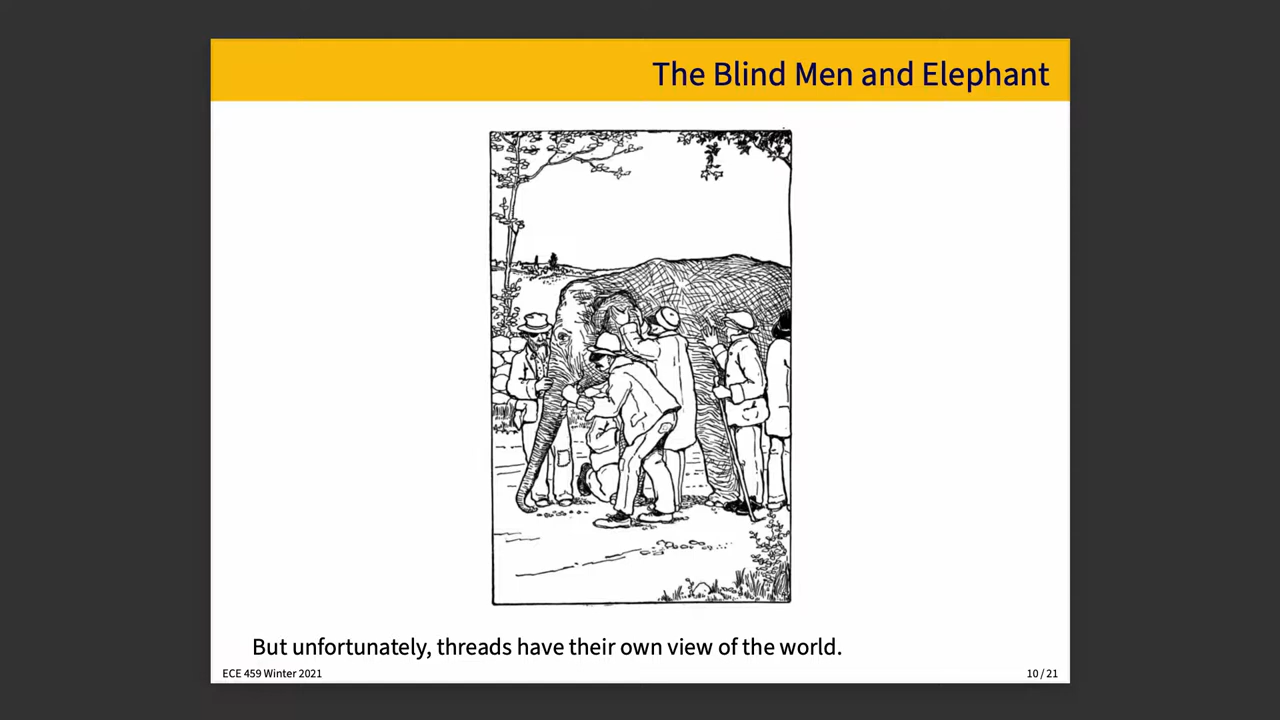 The Blind Men and Elephant
But unfortunately, threads have their own view of the world.
ECE 459 Winter 2021
10 / 21